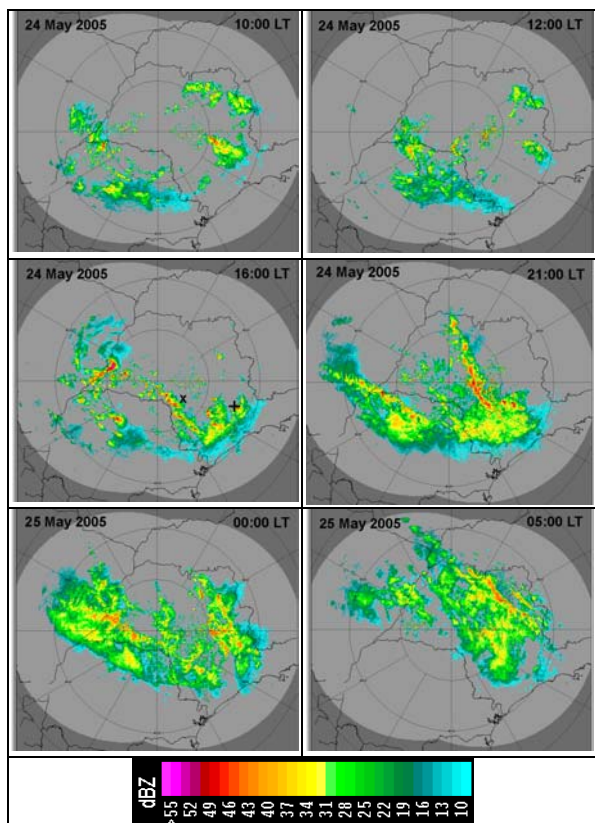 24 May 2005 10:00 LT
24 May 2005 12:00 LT
24 May 2005 16:00 LT
x
+
24 May 2005 21:00 LT
25 May 2005 00:00 LT
25 May 2005 05:00 LT
dBZ
>55 52 49 46 43 40 37 34 31 28 25 22 19 16 13 10